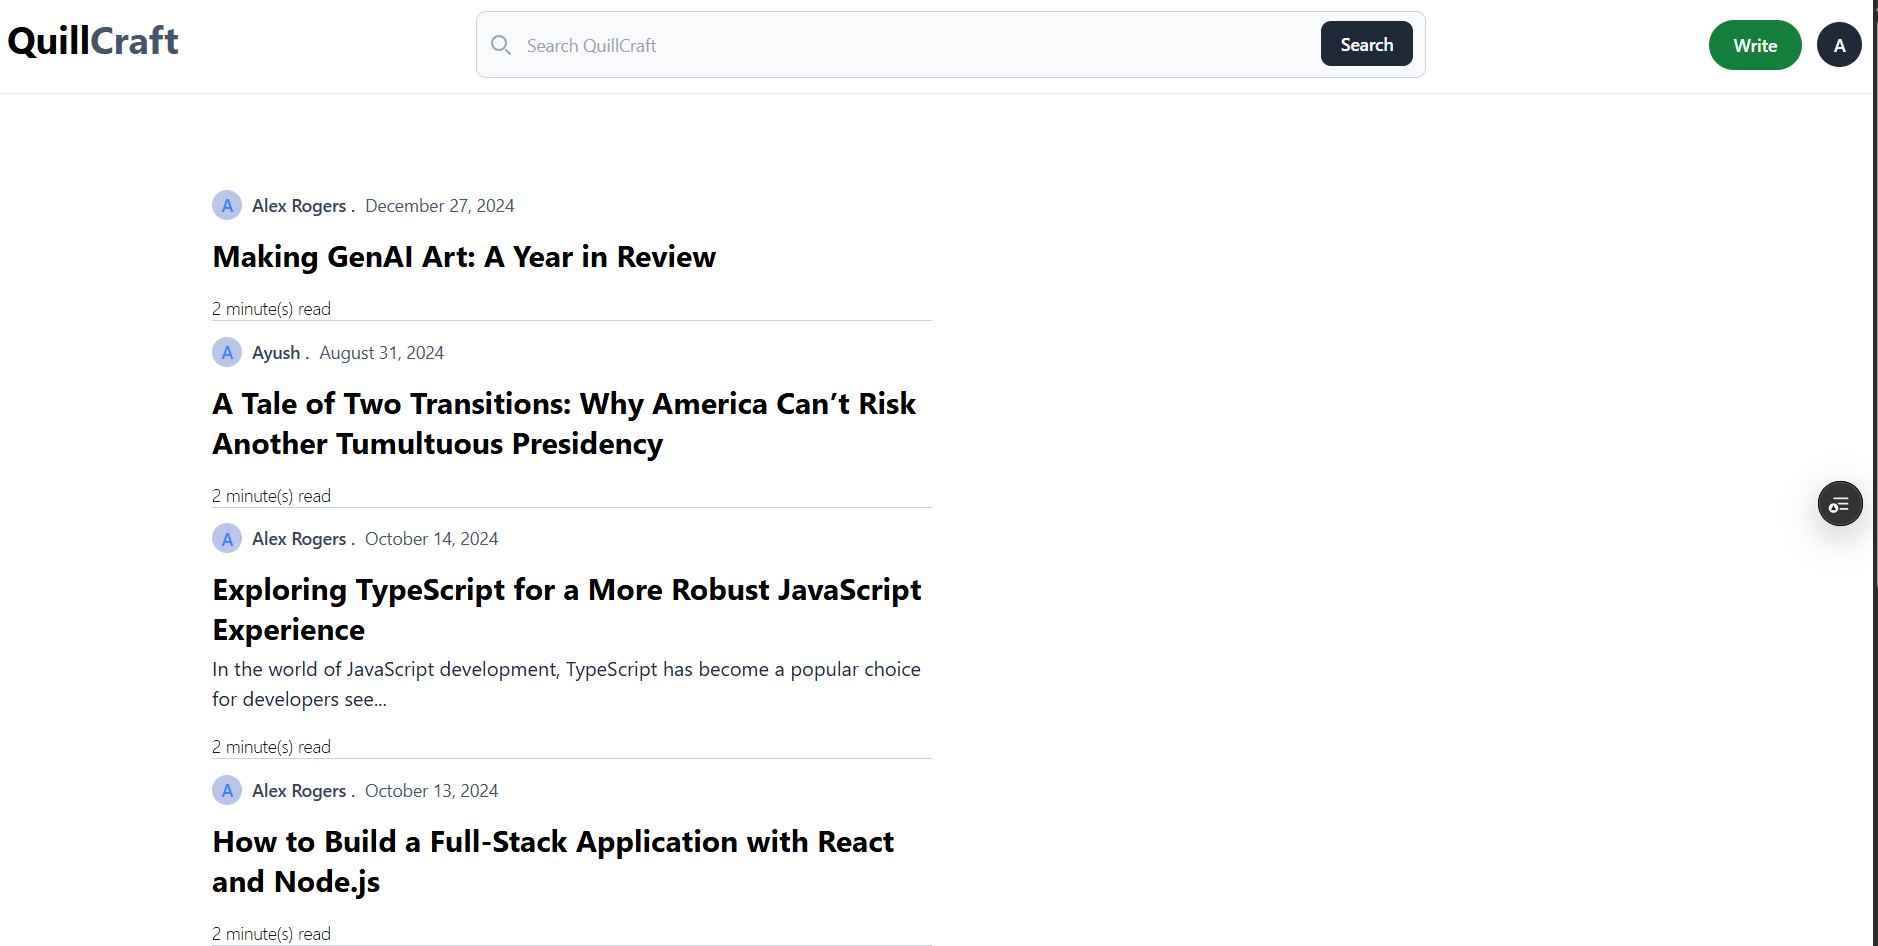 QuillCraft
Search QuillCraft
Search
Write
A
A Alex Rogers . December 27, 2024
Making GenAI Art: A Year in Review
2 minute(s) read
A Ayush . August 31, 2024
A Tale of Two Transitions: Why America Can’t Risk
Another Tumultuous Presidency
2 minute(s) read
A Alex Rogers . October 14, 2024
Exploring TypeScript for a More Robust JavaScript
Experience
In the world of JavaScript development, TypeScript has become a popular choice
for developers see...
2 minute(s) read
A Alex Rogers . October 13, 2024
How to Build a Full-Stack Application with React
and Node.js
2 minute(s) read